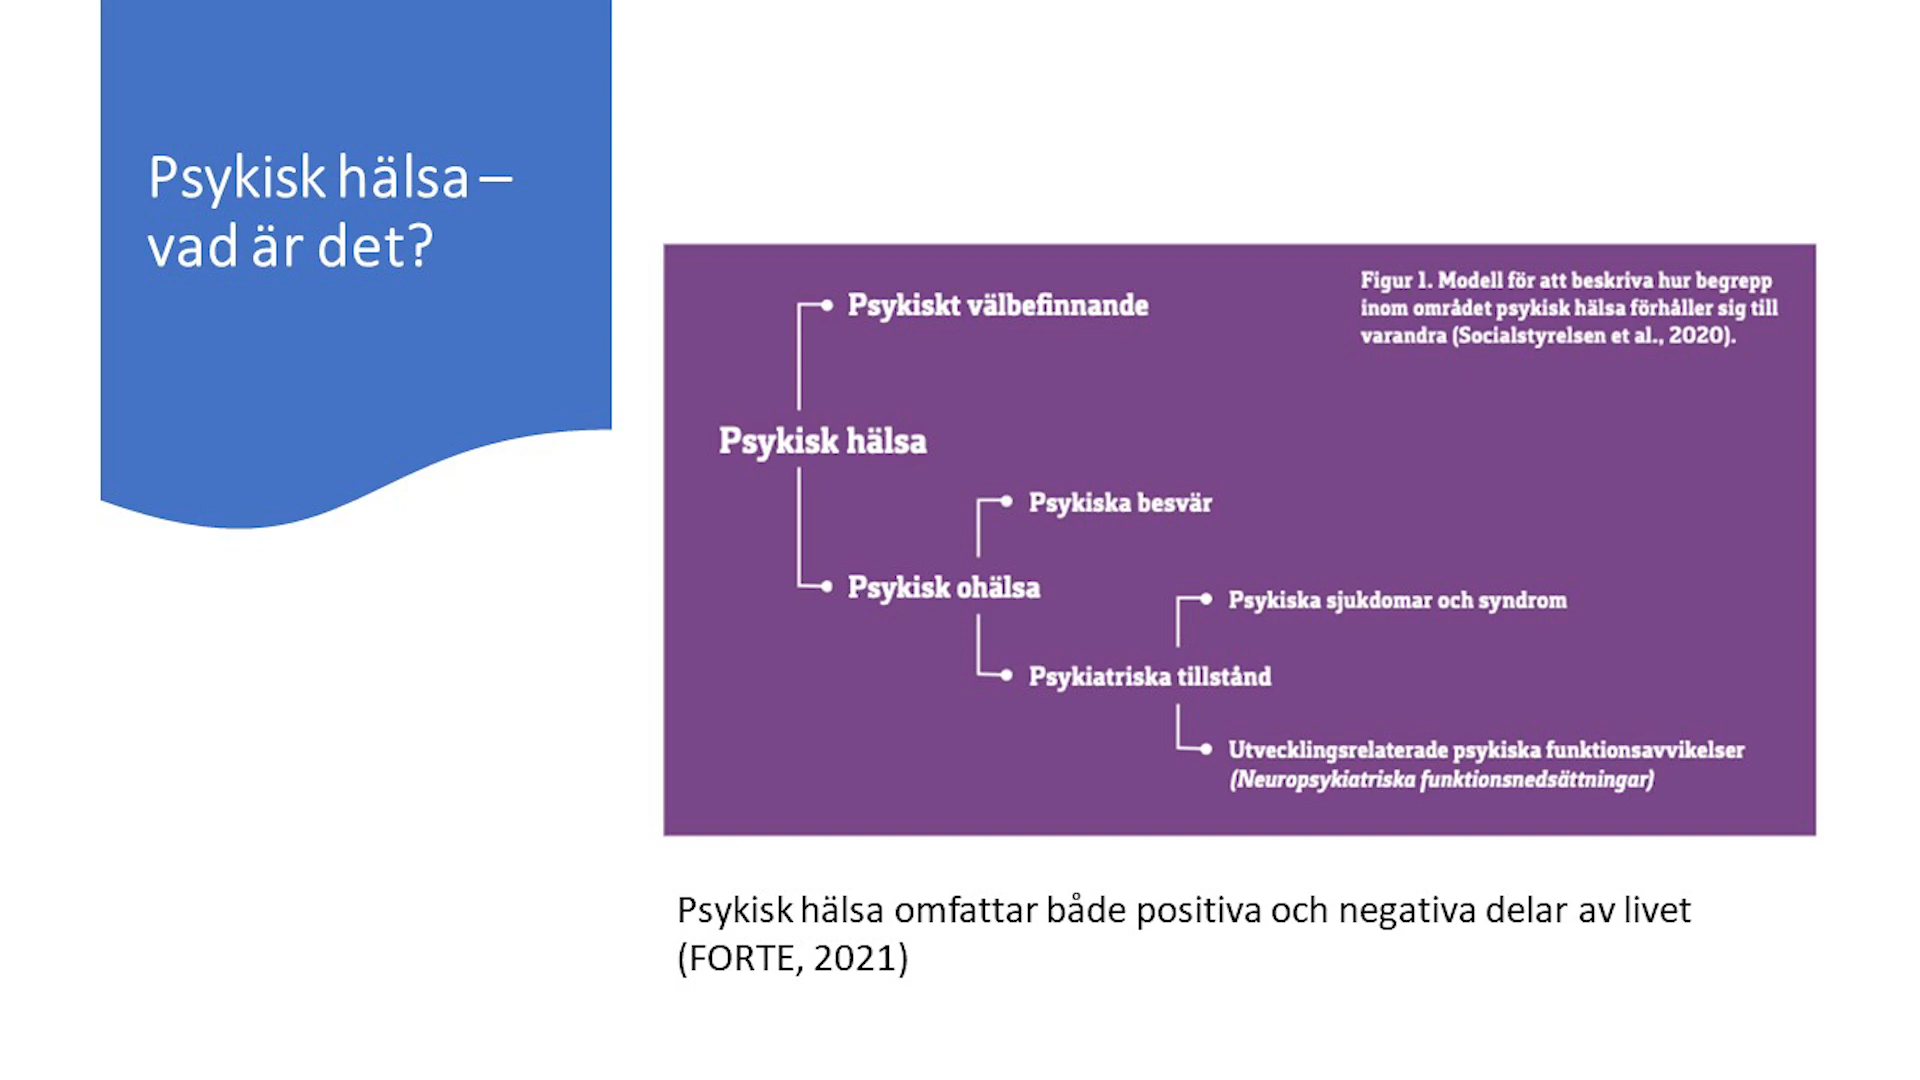 Psykisk hälsa –
vad är det?
Figur 1. Modell för att beskriva hur begrepp
inom området psykisk hälsa förhåller sig till
varandra (Socialstyrelsen et al., 2020).
Psykiskt välbefinnande
Psykisk hälsa
Psykiska besvär
Psykisk ohälsa
Psykiska sjukdomar och syndrom
Psykiatriska tillstånd
Utvecklingsrelaterade psykiska funktionsavvikelser
(Neuropsykiatriska funktionsnedsättningar)
Psykisk hälsa omfattar både positiva och negativa delar av livet
(FORTE, 2021)